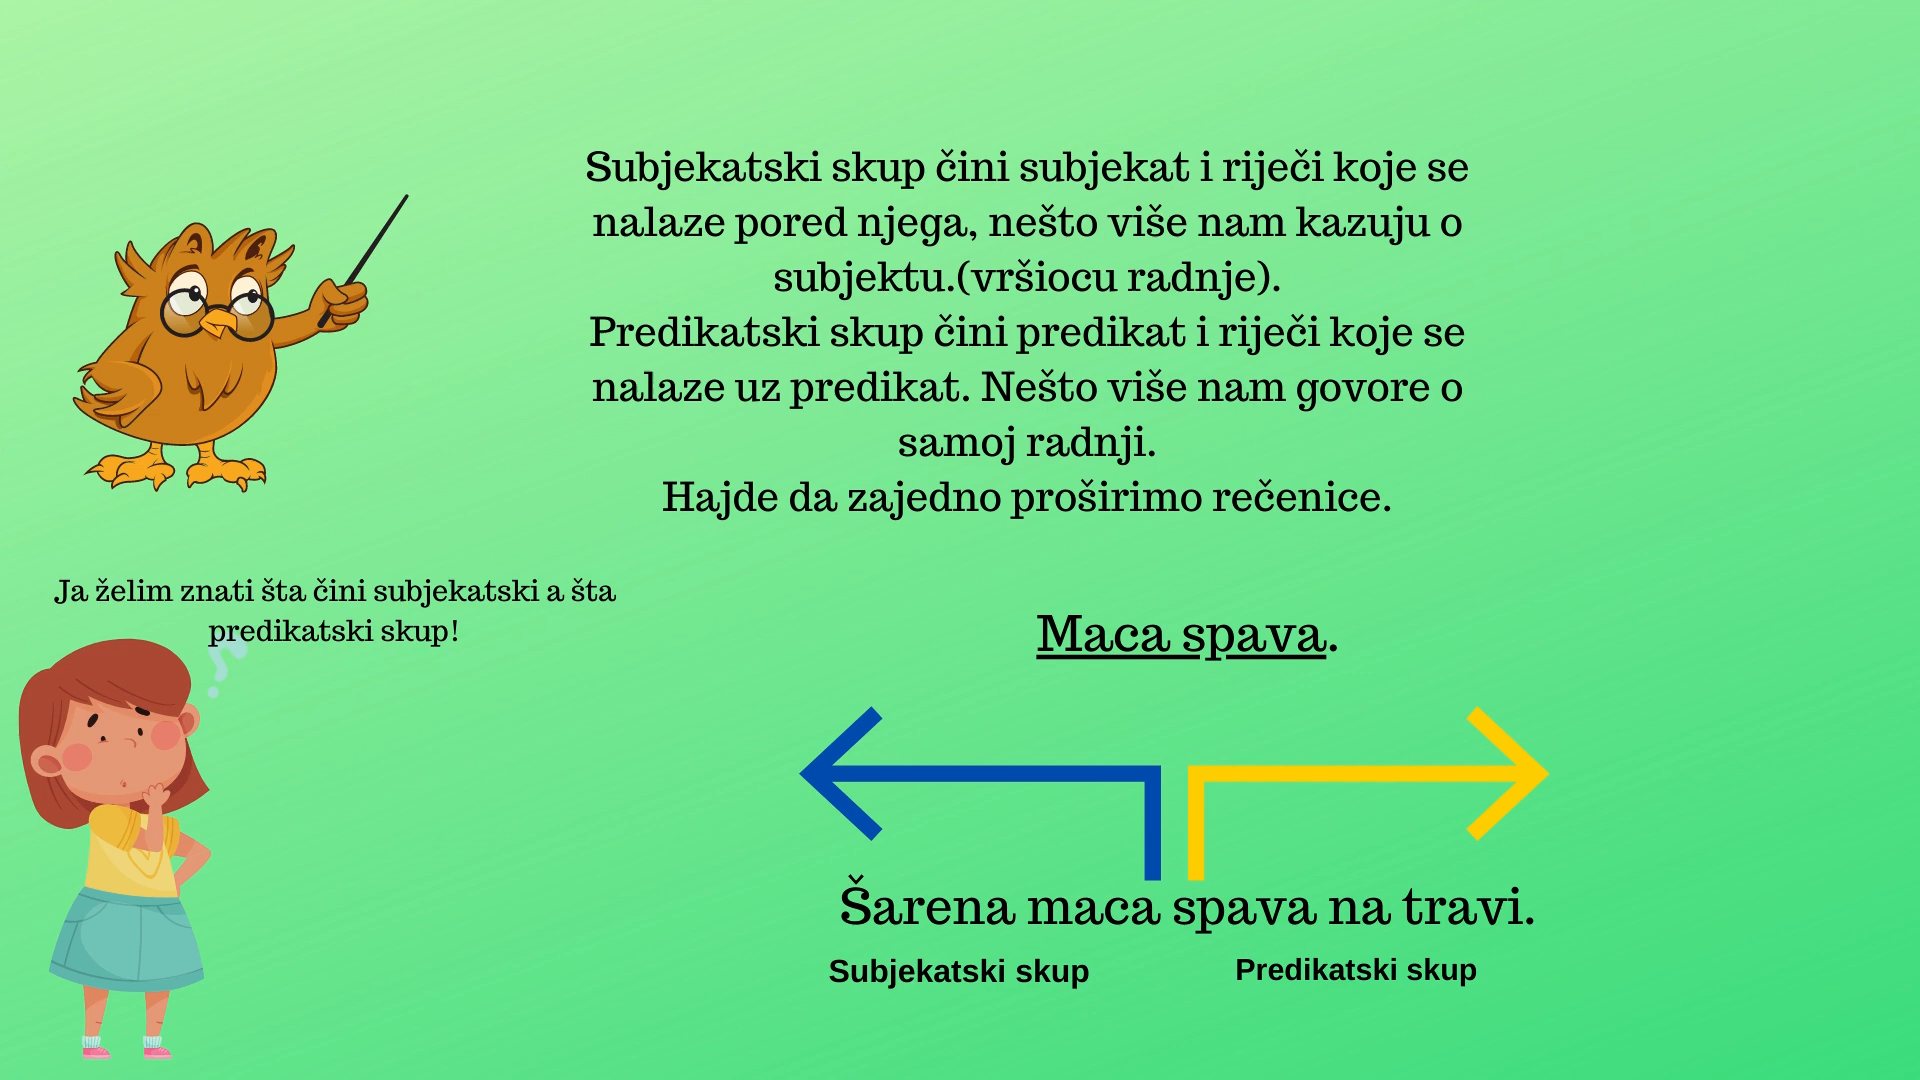 Subjekatski skup čini subjekat i riječi koje se
nalaze pored njega, nešto više nam kazuju o
subjektu.(vršiocu radnje).
Predikatski skup čini predikat i riječi koje se
nalaze uz predikat. Nešto više nam govore o
samoj radnji.
Hajde da zajedno proširimo rečenice.
Ja želim znati šta čini subjekatski a šta
predikatski skup!
Maca spava.
Šarena maca spava na travi.
Subjekatski skup
Predikatski skup